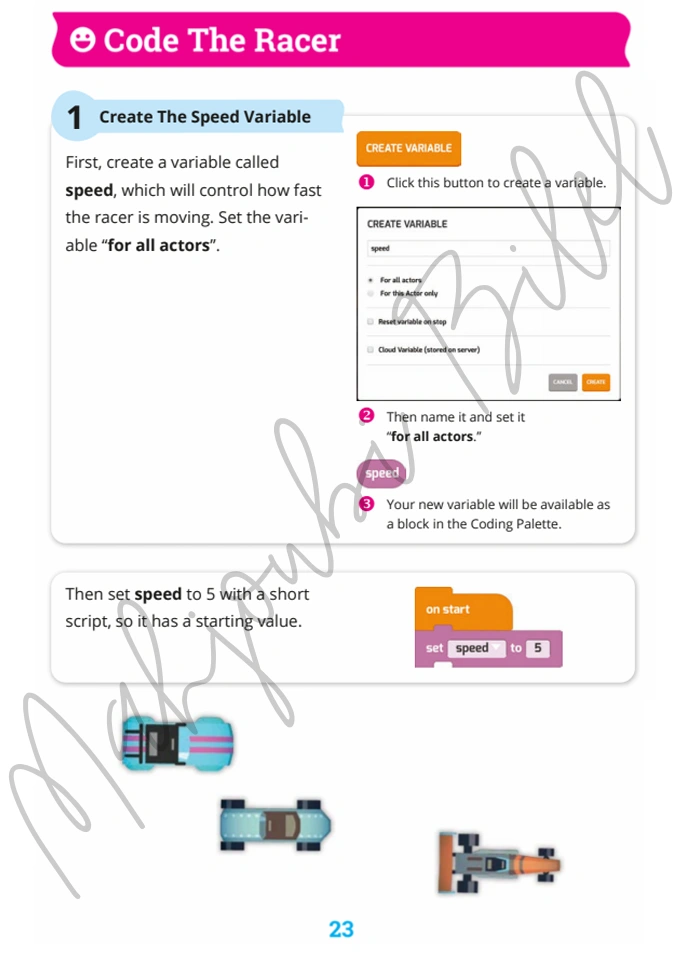 Code The Racer
1 Create The Speed Variable
First, create a variable called
speed, which will control how fast
the racer is moving. Set the vari-
able “for all actors”.
CREATE VARIABLE
1 Click this button to create a variable.
CREATE VARIABLE
speed
For all actors
For this Actor only
Reset variable on stop
Cloud Variable (stored on server)
CANCEL CREATE
2 Then name it and set it
“for all actors.”
speed
3 Your new variable will be available as
a block in the Coding Palette.
Then set speed to 5 with a short
script, so it has a starting value.
on start
set speed to 5
Mahjouba Bilel
23